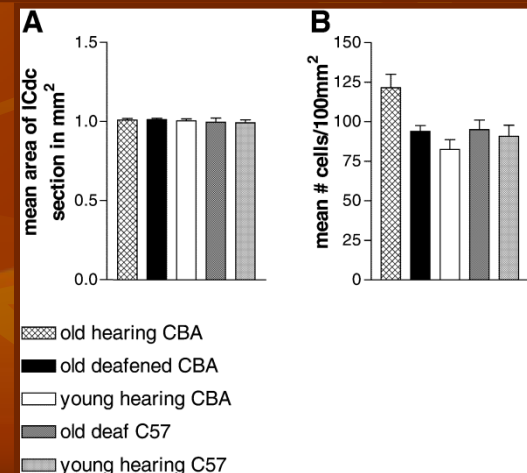 A
mean area of ICdc
section in mm²
1.5
1.0
0.5
0.0
B
mean # cells/100mm²
150
125
100
75
50
25
0
old hearing CBA
old deafened CBA
young hearing CBA
old deaf C57
young hearing C57